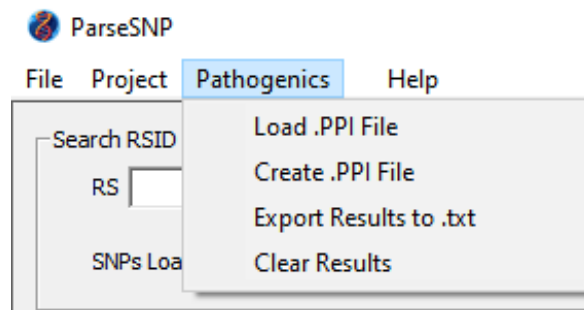 ParseSNP
File Project Pathogenics Help
Load .PPI File
Create .PPI File
Export Results to .txt
Clear Results
Search RSID
RS
SNPs Loa